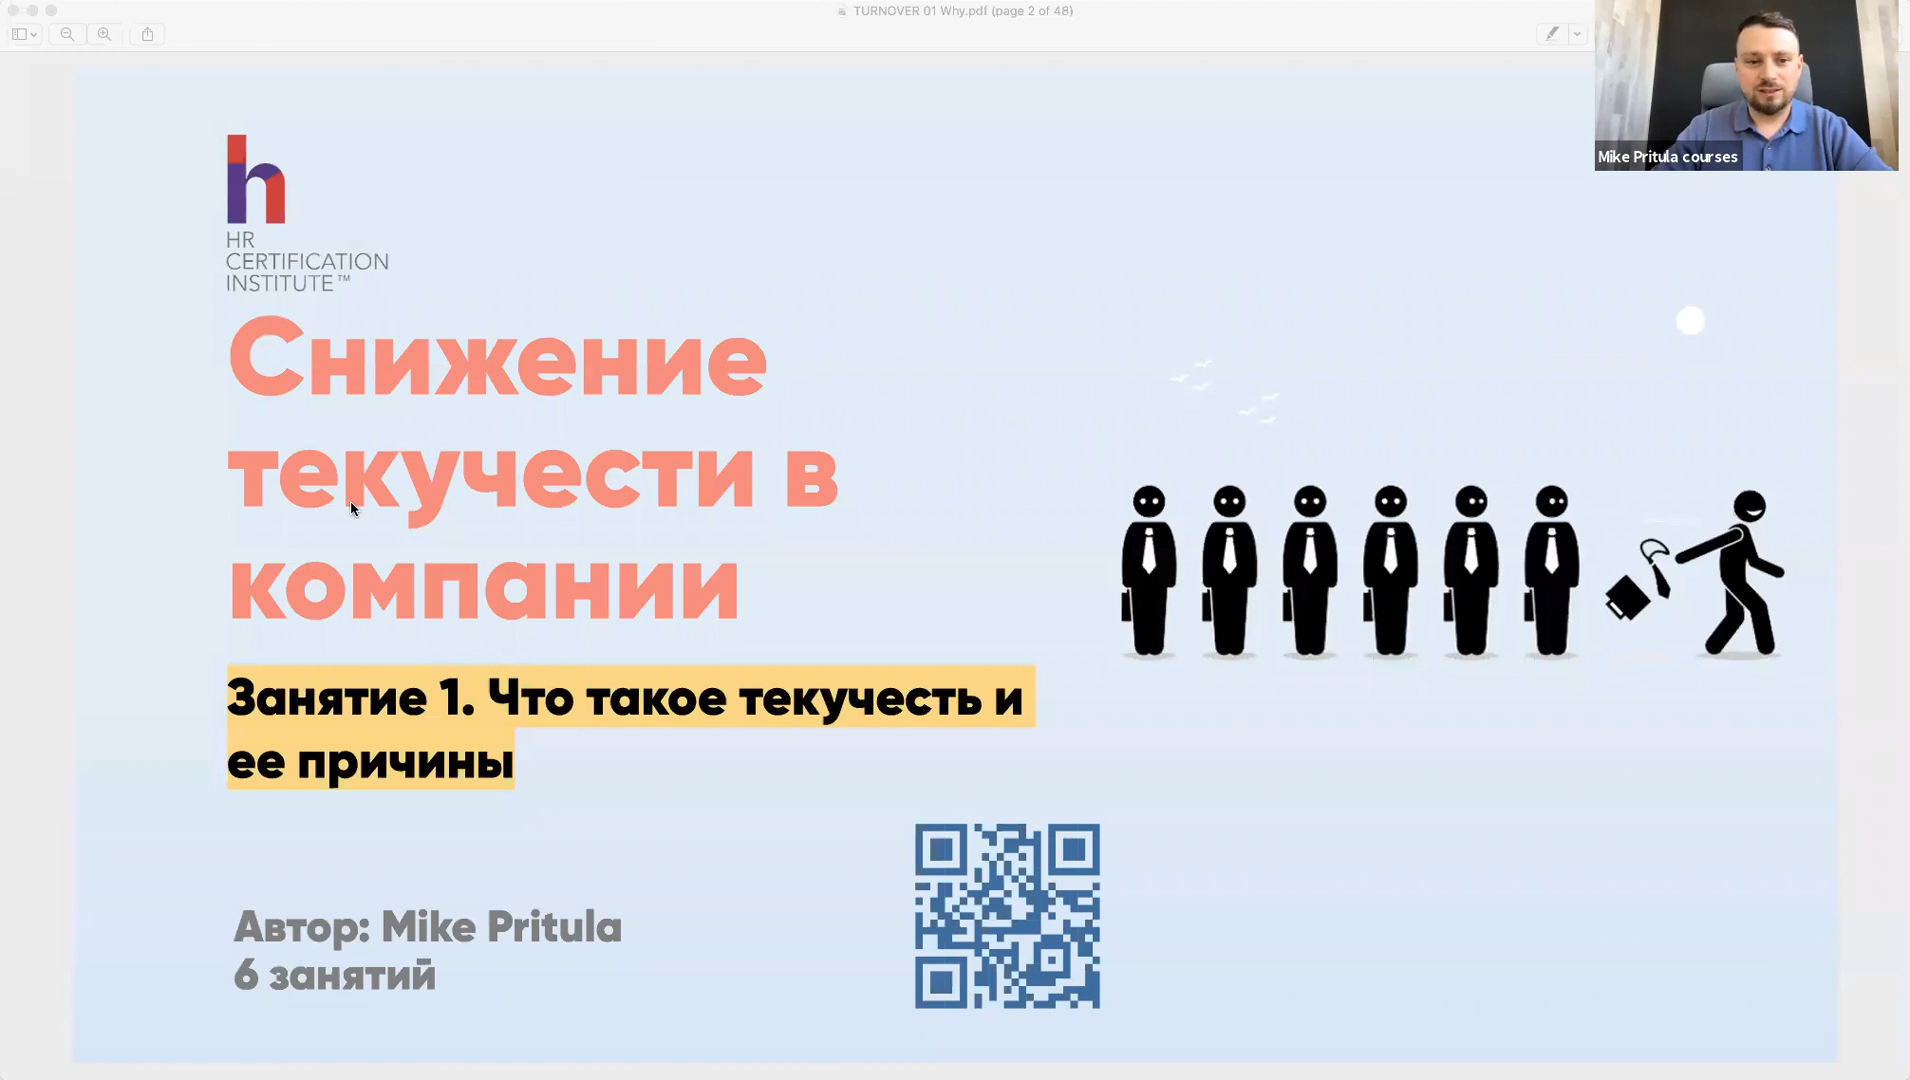 TURNOVER 01 Why.pdf (page 2 of 48)
Mike Pritula courses
HR
CERTIFICATION
INSTITUTE™
Снижение
текучести в
компании
Занятие 1. Что такое текучесть и
ее причины
Автор: Mike Pritula
6 занятий